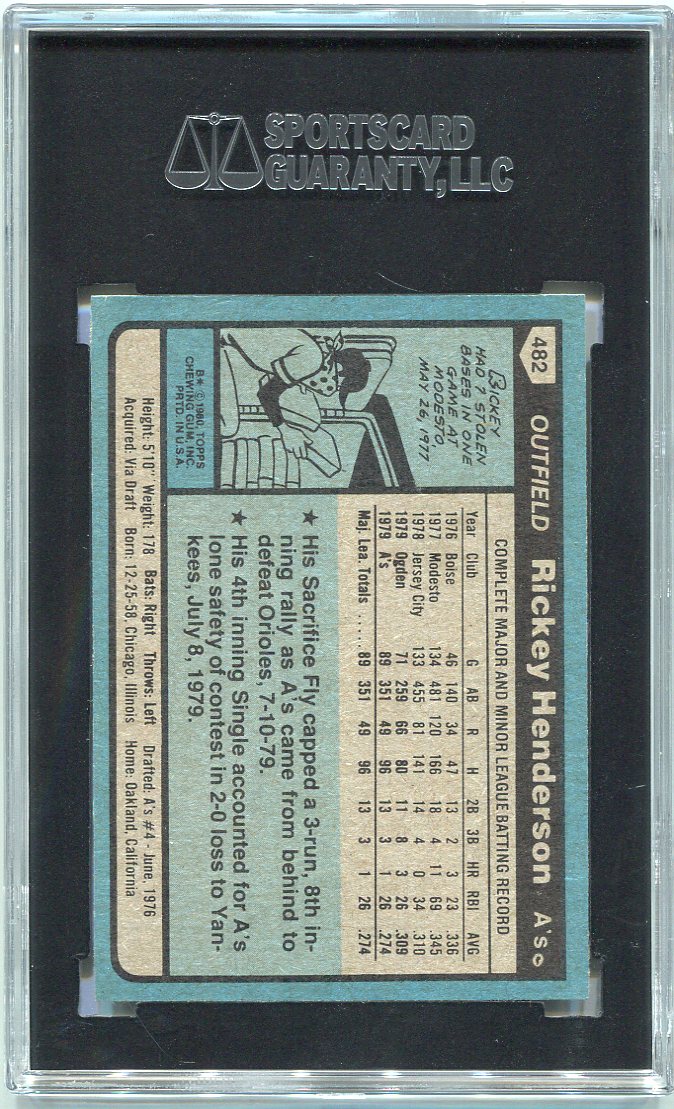 SPORTSCARD
GUARANTY, LLC
482 OUTFIELD Rickey Henderson A's
Rickey
HAD 7 STOLEN
BASES IN ONE
GAME AT
MODESTO,
MAY 26, 1977
B* © 1980, TOPPS
CHEWING GUM, INC.
PRTD. IN U.S.A.
COMPLETE MAJOR AND MINOR LEAGUE BATTING RECORD
Year Club G AB R H 2B 3B HR RBI AVG
1976 Boise 46 140 34 47 13 2 3 23 .336
1977 Modesto 134 481 120 166 18 4 11 69 .345
1978 Jersey City 133 455 81 141 14 4 0 34 .310
1979 Ogden 71 259 66 80 11 8 3 26 .309
1979 A's 89 351 49 96 13 3 1 26 .274
Maj. Lea. Totals ...... 89 351 49 96 13 3 1 26 .274
★ His Sacrifice Fly capped a 3-run, 8th in-
ning rally as A's came from behind to
defeat Orioles, 7-10-79.
★ His 4th inning Single accounted for A's
lone safety of contest in 2-0 loss to Yan-
kees, July 8, 1979.
Height: 5'10" Weight: 178 Bats: Right Throws: Left Drafted: A's #4 - June, 1976
Acquired: Via Draft Born: 12-25-58, Chicago, Illinois Home: Oakland, California